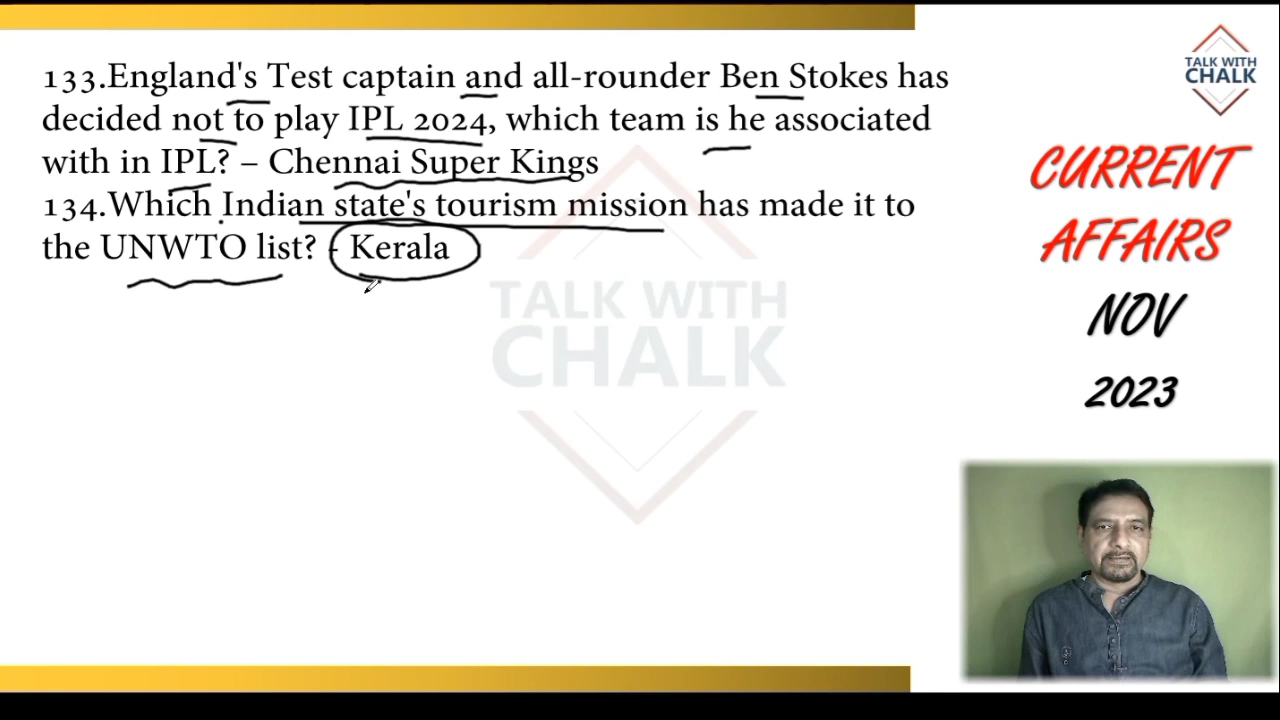 133.England's Test captain and all-rounder Ben Stokes has
decided not to play IPL 2024, which team is he associated
with in IPL? – Chennai Super Kings
134.Which Indian state's tourism mission has made it to
the UNWTO list? - Kerala
TALK WITH
CHALK
TALK WITH
CHALK
CURRENT
AFFAIRS
NOV
2023